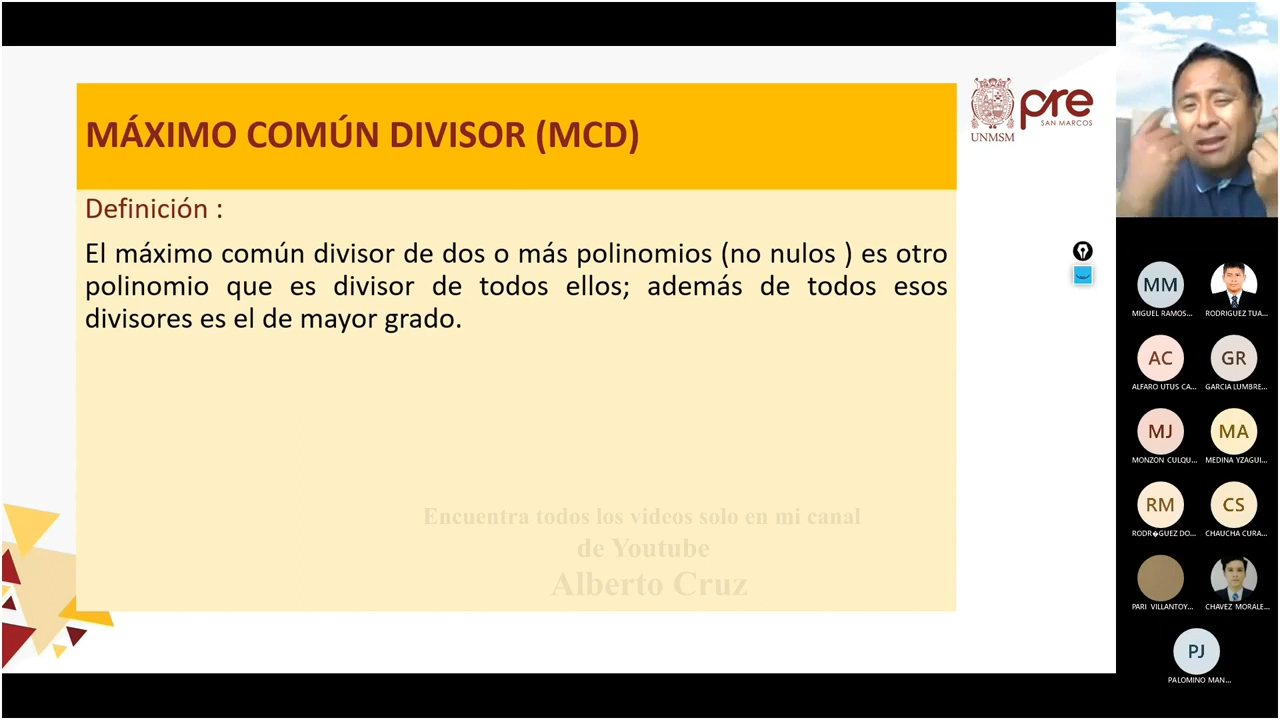 MÁXIMO COMÚN DIVISOR (MCD)
Definición :
El máximo común divisor de dos o más polinomios (no nulos ) es otro
polinomio que es divisor de todos ellos; además de todos esos
divisores es el de mayor grado.
Encuentra todos los videos solo en mi canal
de Youtube
Alberto Cruz
UNMSM
pre
SAN MARCOS
MM
MIGUEL RAMOS...
RODRIGUEZ TUA...
AC
ALFARO UTUS CA...
GR
GARCIA LUMBRE...
MJ
MONZON CULQU...
MA
MEDINA YZAGUI...
RM
RODR�GUEZ DO...
CS
CHAUCHA CURA...
PARI VILLANTOY...
CHAVEZ MORALE...
PJ
PALOMINO MAN...